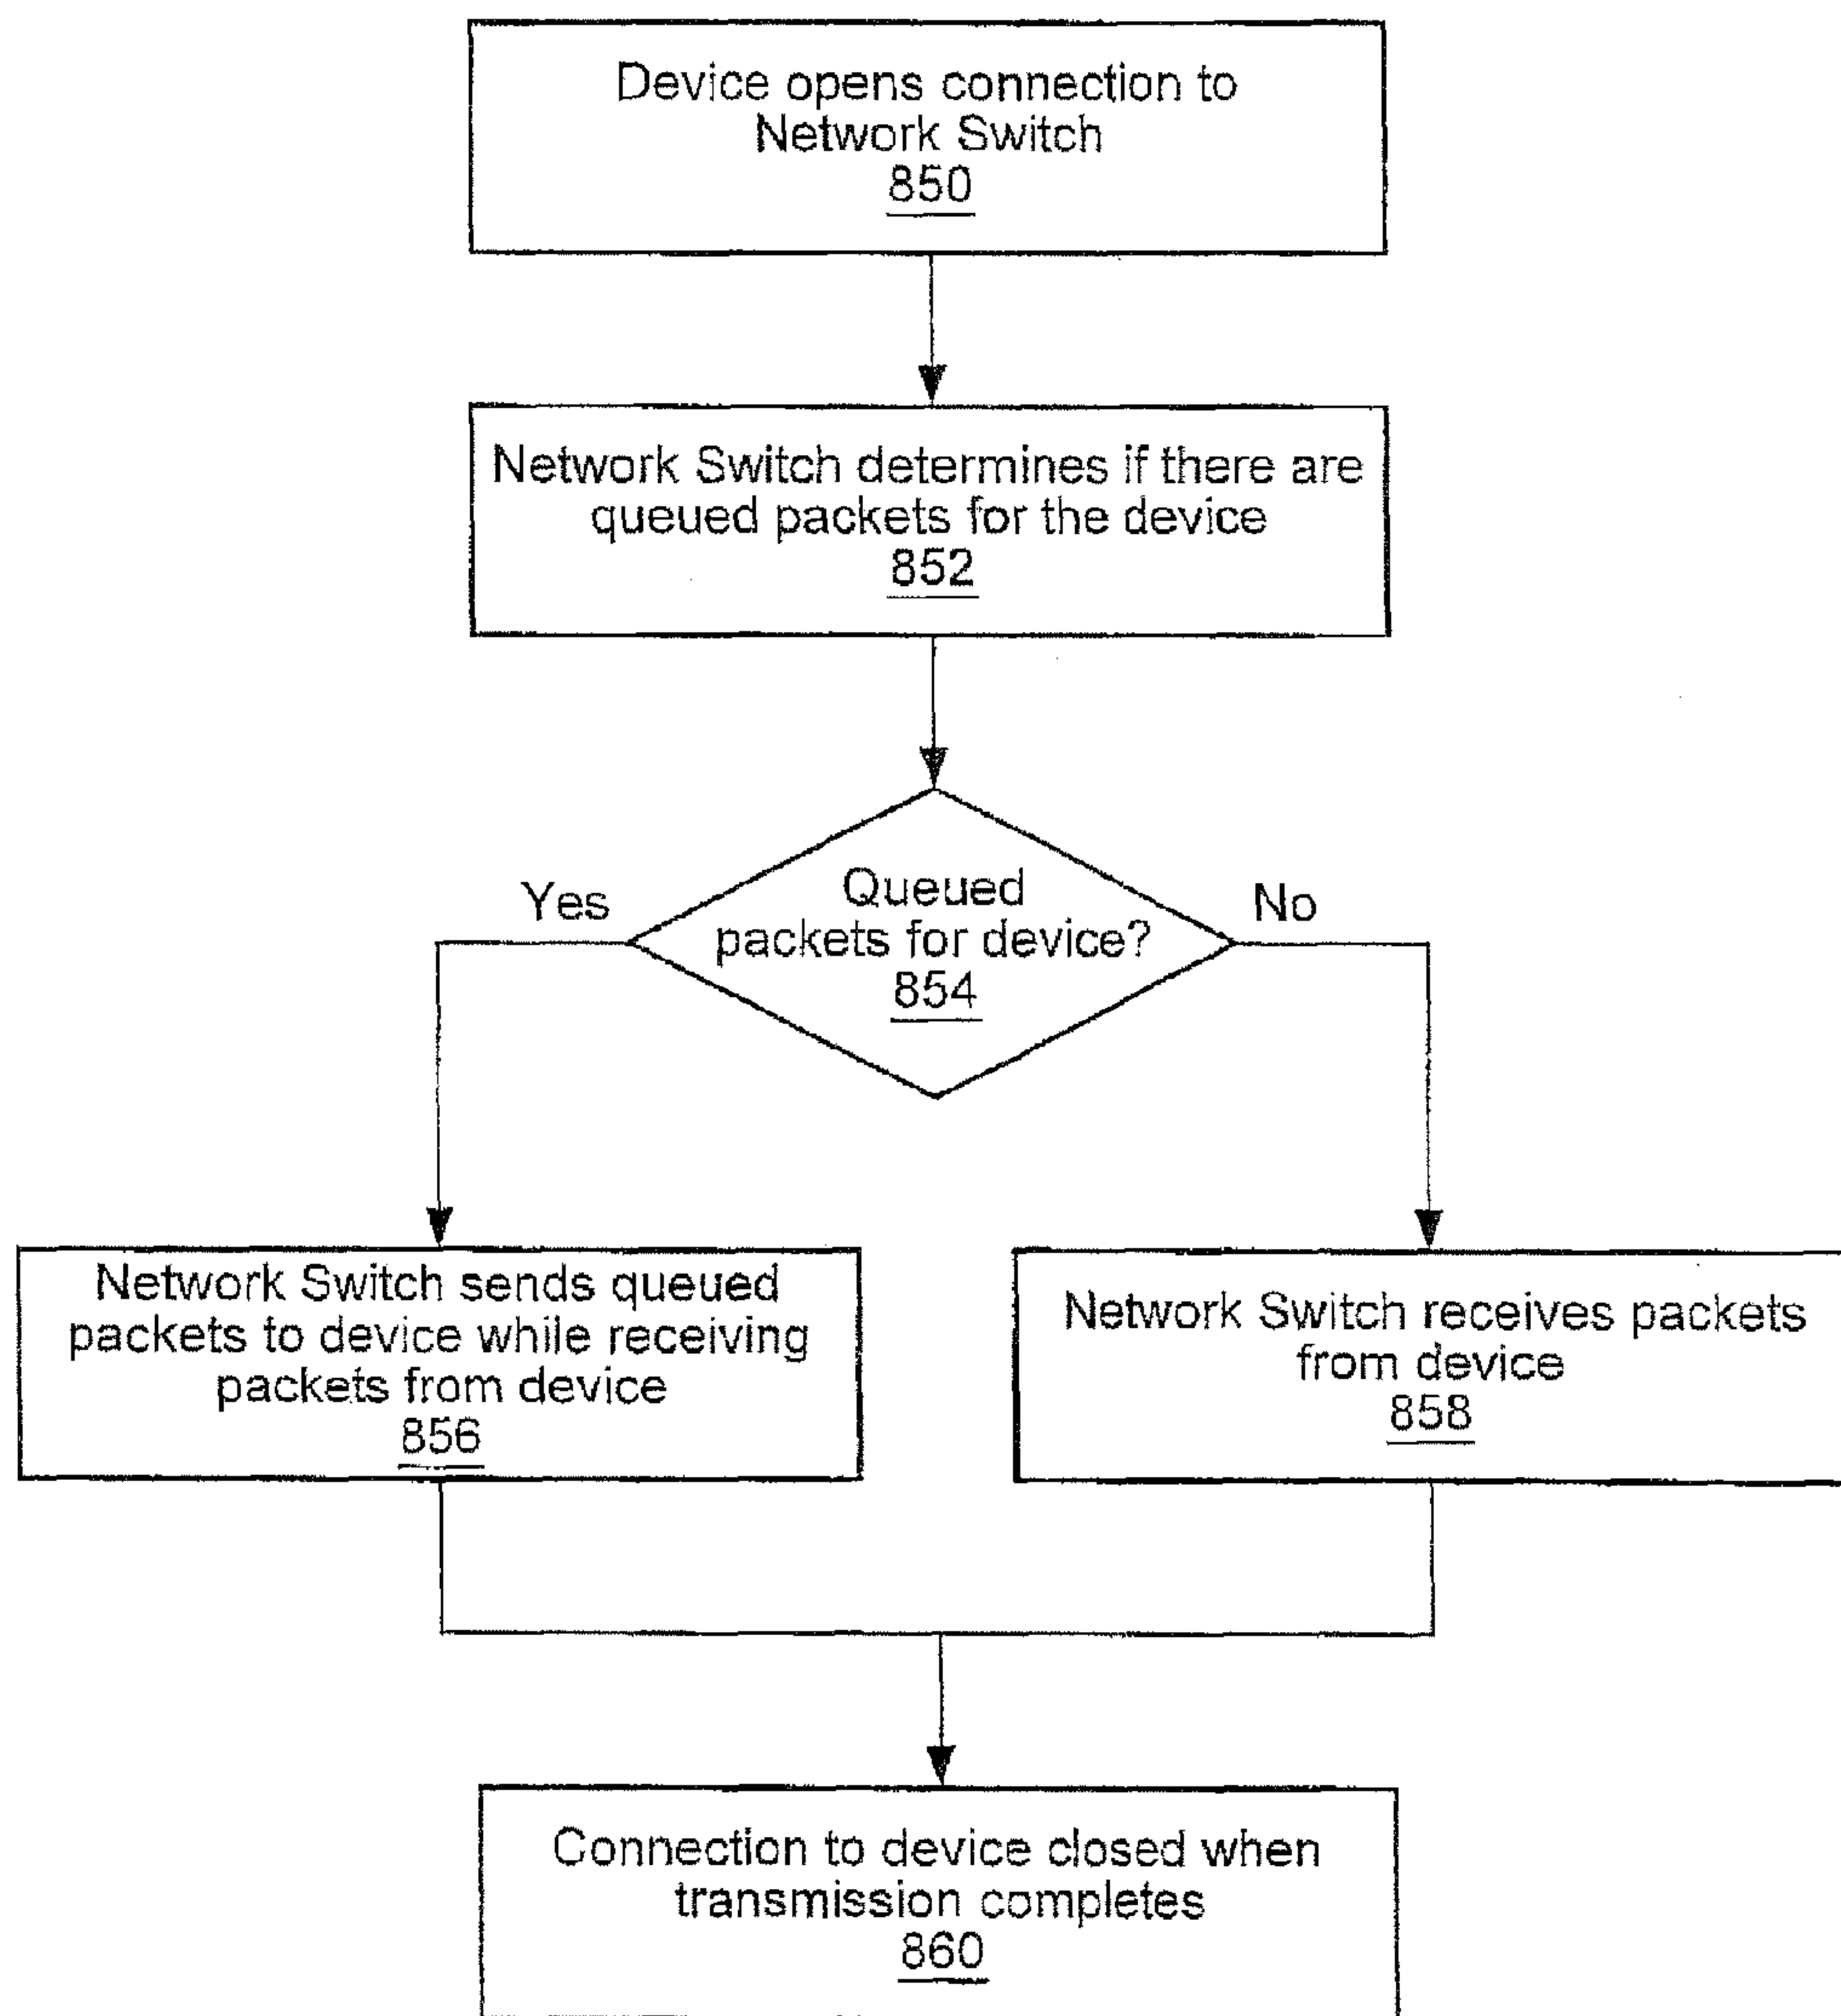 Device opens connection to
Network Switch
850
Network Switch determines if there are
queued packets for the device
852
Queued
packets for device?
854
Yes
No
Network Switch sends queued
packets to device while receiving
packets from device
856
Network Switch receives packets
from device
858
Connection to device closed when
transmission completes
860